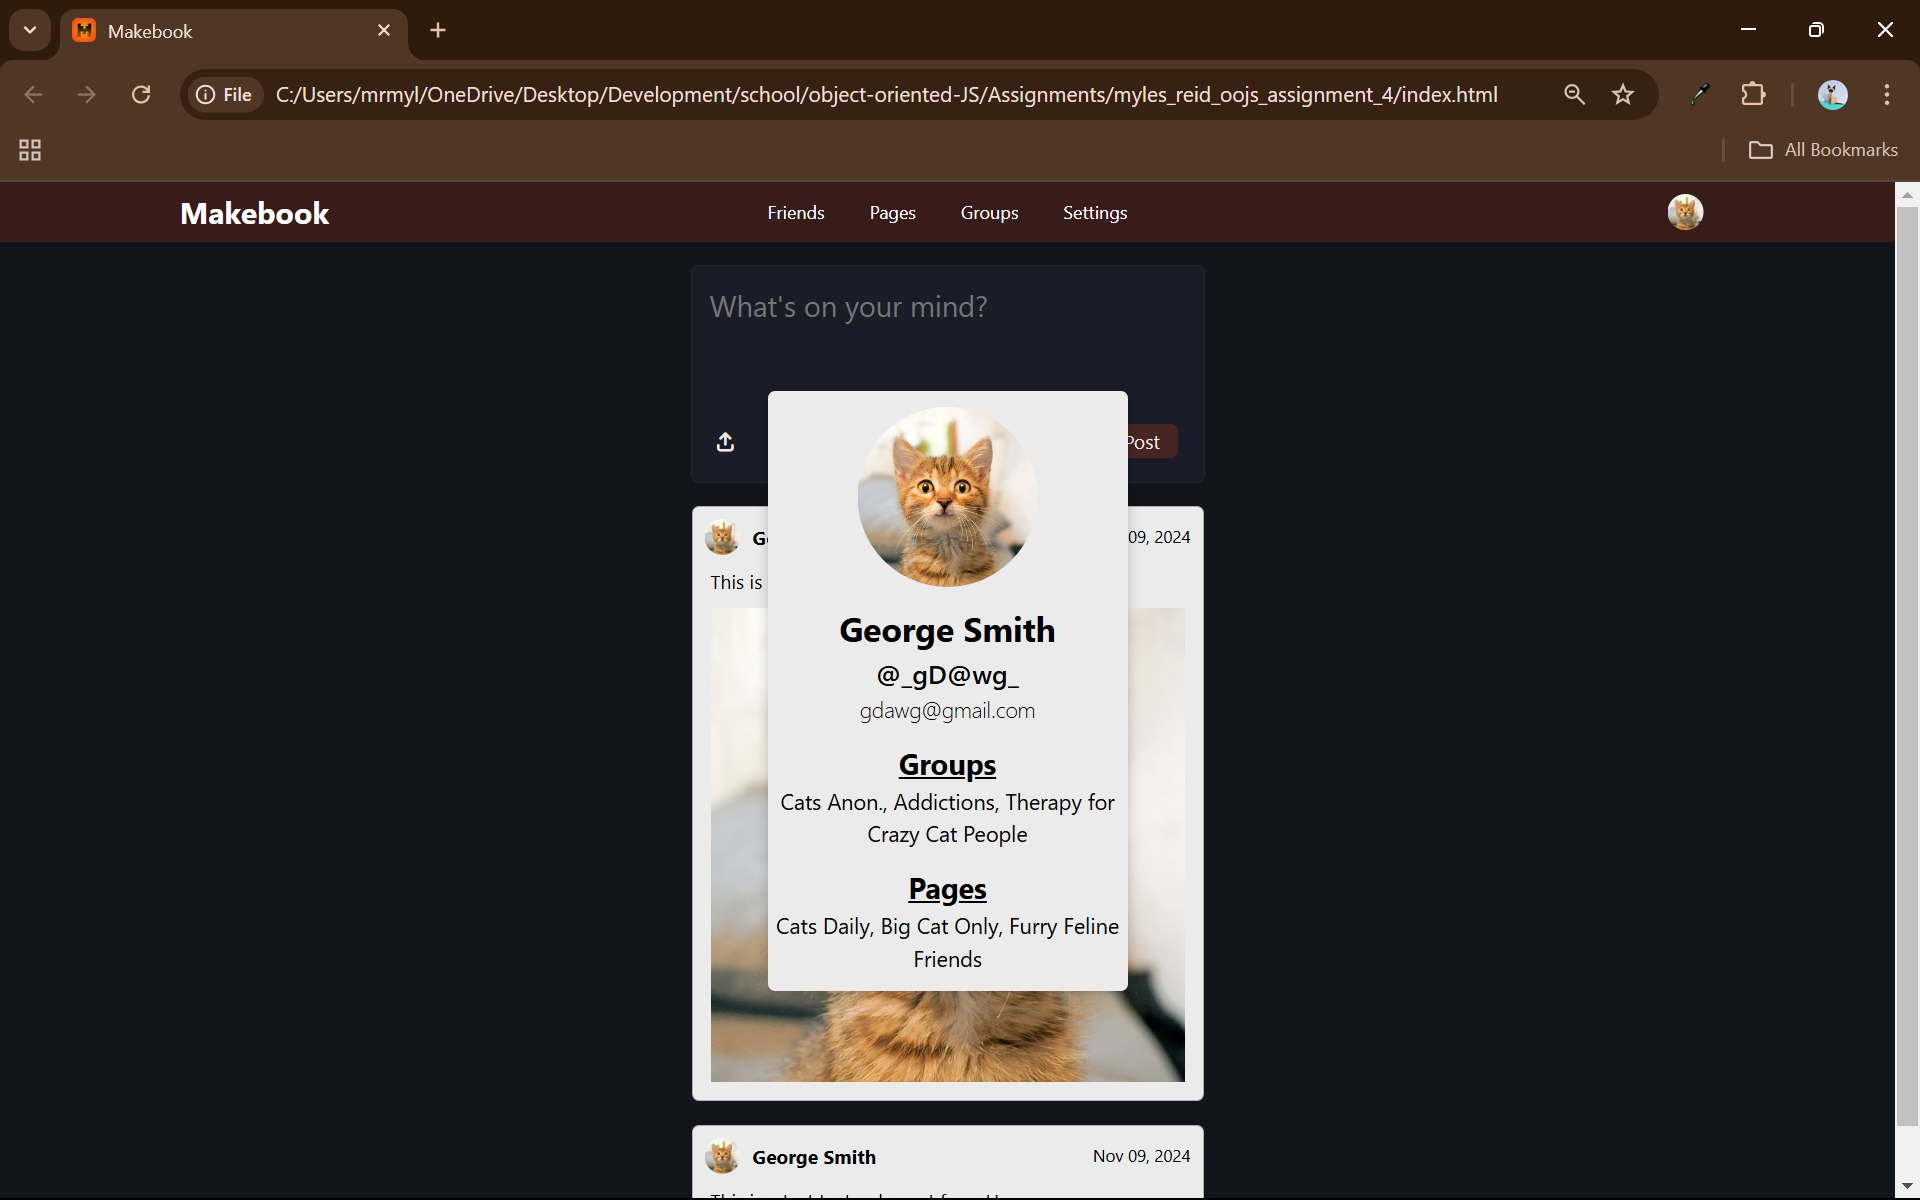 Makebook
File
C:/Users/mrmyl/OneDrive/Desktop/Development/school/object-oriented-JS/Assignments/myles_reid_oojs_assignment_4/index.html
All Bookmarks
Makebook
Friends
Pages
Groups
Settings
What's on your mind?
Post
09, 2024
This is
George Smith
@_gD@wg_
gdawg@gmail.com
Groups
Cats Anon., Addictions, Therapy for
Crazy Cat People
Pages
Cats Daily, Big Cat Only, Furry Feline
Friends
George Smith
Nov 09, 2024